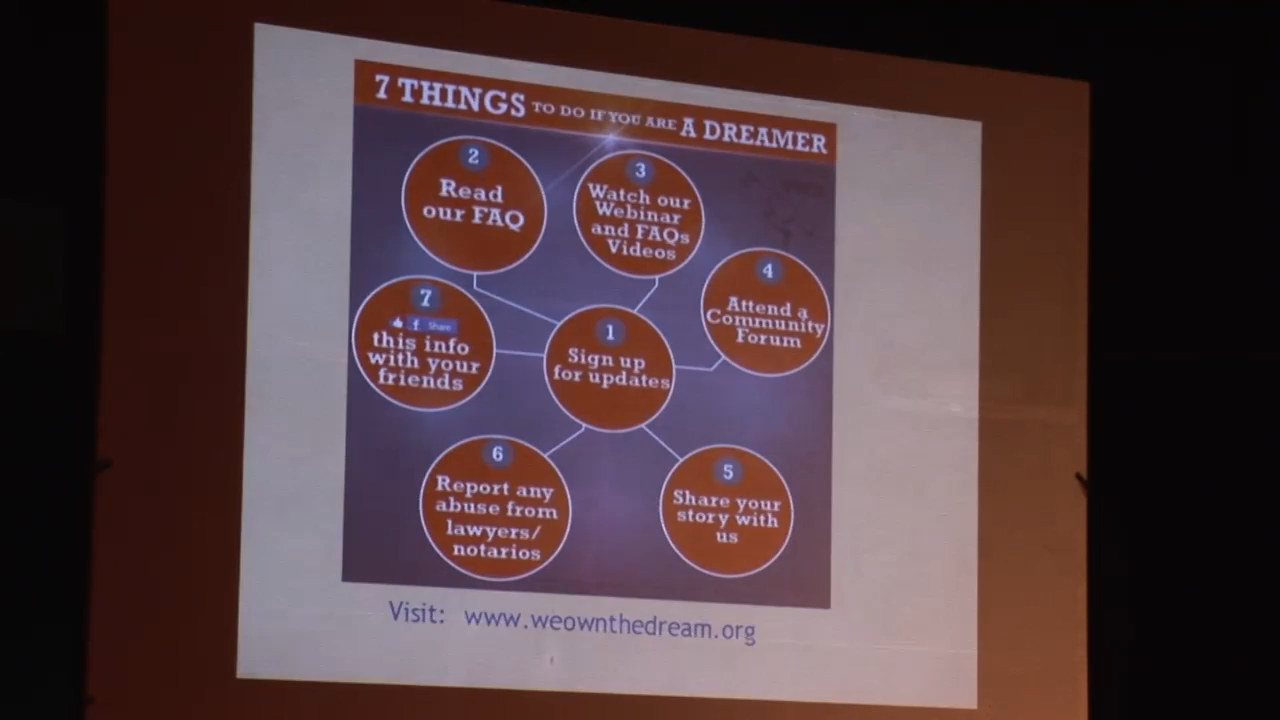 7 THINGS TO DO IF YOU ARE A DREAMER
1
Sign up
for updates
2
Read
our FAQ
3
Watch our
Webinar
and FAQs
Videos
4
Attend a
Community
Forum
5
Share your
story with
us
6
Report any
abuse from
lawyers/
notarios
7
f Share
this info
with your
friends
Visit: www.weownthedream.org